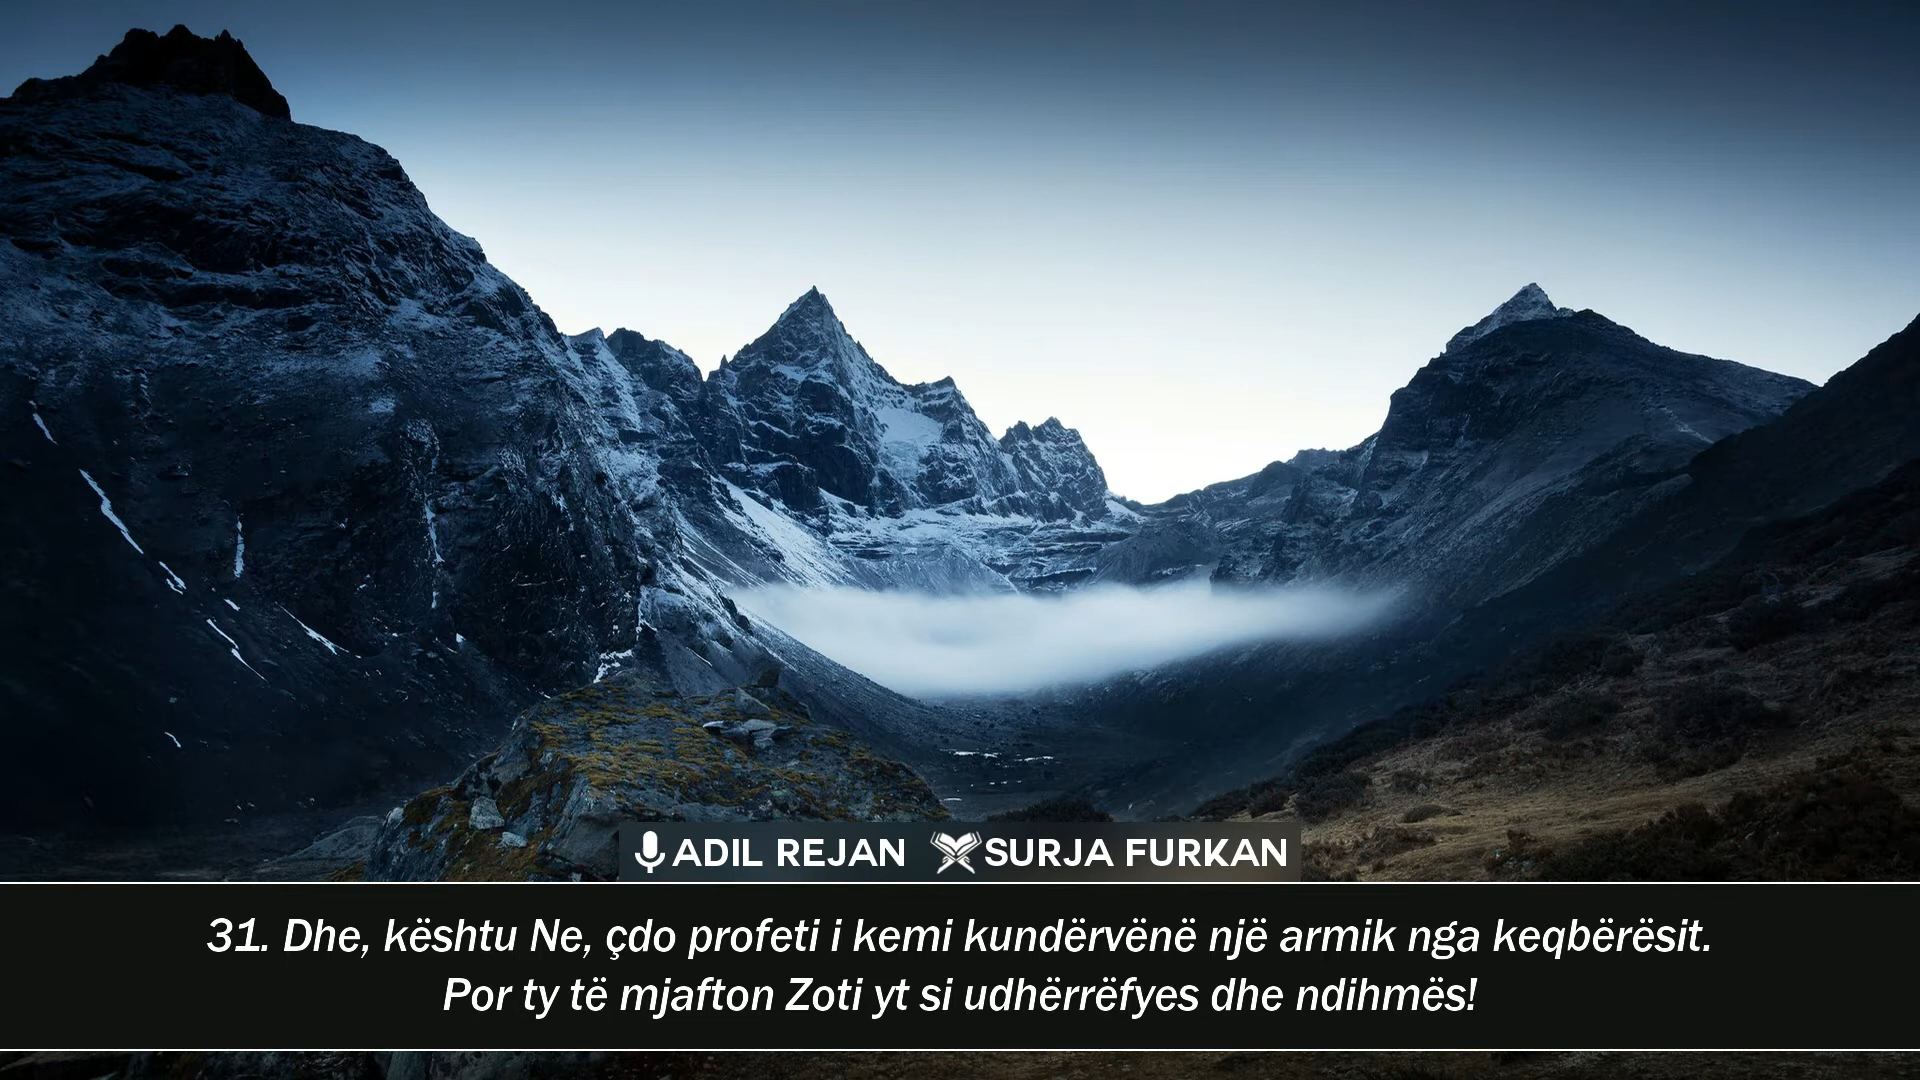 ADIL REJAN SURJA FURKAN
31. Dhe, kështu Ne, çdo profeti i kemi kundërvënë një armik nga keqbërësit.
Por ty të mjafton Zoti yt si udhërrëfyes dhe ndihmës!